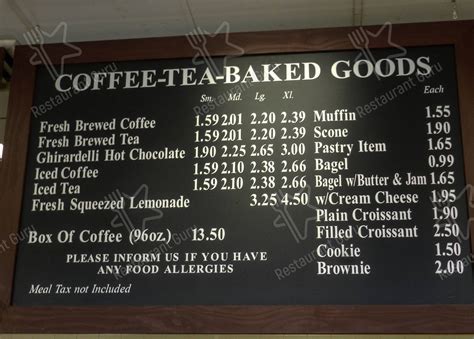 COFFEE-TEA-BAKED GOODS
Sm. Md. Lg. Xl.
Fresh Brewed Coffee 1.59 2.01 2.20 2.39
Fresh Brewed Tea 1.59 2.01 2.20 2.39
Ghirardelli Hot Chocolate 1.90 2.25 2.65 3.00
Iced Coffee 1.59 2.10 2.38 2.66
Iced Tea 1.59 2.10 2.38 2.66
Fresh Squeezed Lemonade 3.25 4.50
Box Of Coffee (96oz.) 13.50
PLEASE INFORM US IF YOU HAVE
ANY FOOD ALLERGIES
Meal Tax not Included
Each
Muffin 1.55
Scone 1.90
Pastry Item 1.65
Bagel 0.99
Bagel w/Butter & Jam 1.65
w/Cream Cheese 1.95
Plain Croissant 1.90
Filled Croissant 2.50
Cookie 1.50
Brownie 2.00
Restaurant Guru